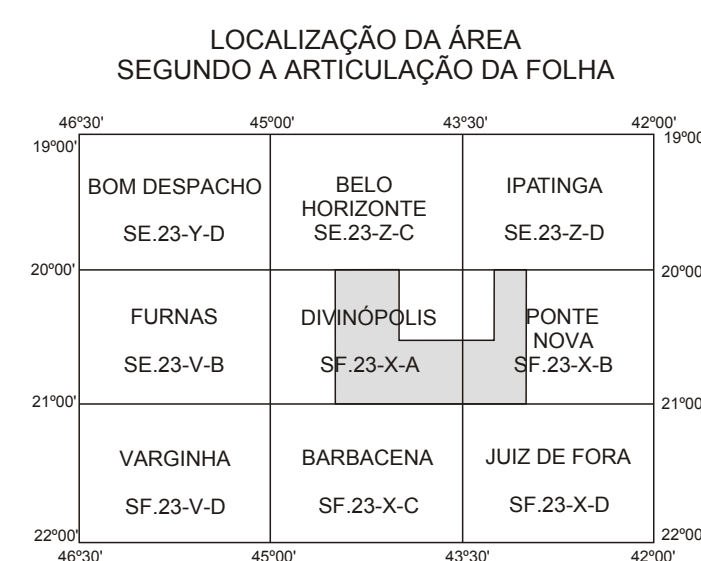 LOCALIZAÇÃO DA ÁREA
SEGUNDO A ARTICULAÇÃO DA FOLHA
46º30' 45º00' 43º30' 42º00'
19º00' 19º00
BOM DESPACHO
SE.23-Y-D
BELO
HORIZONTE
SE.23-Z-C
IPATINGA
SE.23-Z-D
20º00' 20º00
FURNAS
SE.23-V-B
DIVINÓPOLIS
SF.23-X-A
PONTE
NOVA
SF.23-X-B
21º00' 21º00
VARGINHA
SF.23-V-D
BARBACENA
SF.23-X-C
JUIZ DE FORA
SF.23-X-D
22º00' 22º00
46º30' 45º00' 43º30' 42º00'